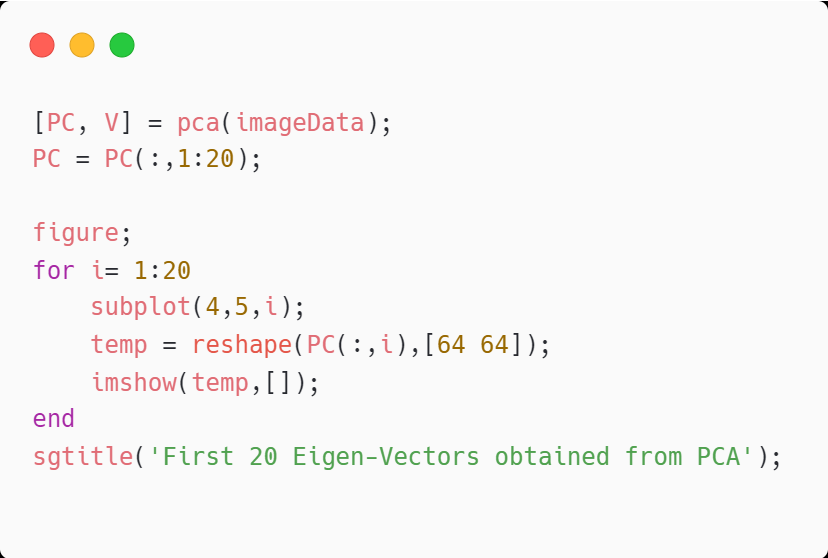 [PC, V] = pca(imageData);
PC = PC(:,1:20);

figure;
for i= 1:20
    subplot(4,5,i);
    temp = reshape(PC(:,i),[64 64]);
    imshow(temp,[]);
end
sgtitle('First 20 Eigen-Vectors obtained from PCA');